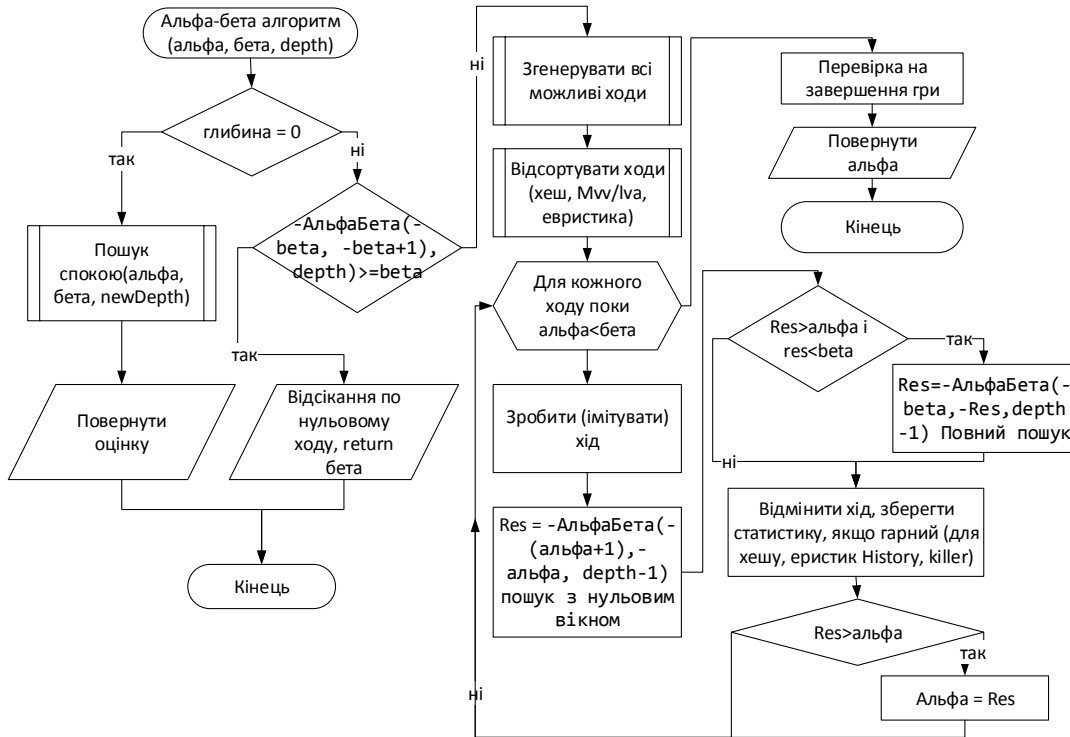 Альфа-бета алгоритм
(альфа, бета, depth)
глибина = 0
так
ні
Пошук
спокою(альфа,
бета, newDepth)
Повернути
оцінку
-АльфаБета(-
beta, -beta+1),
depth)>=beta
ні
так
Відсікання по
нульовому
ходу, return
бета
Кінець
Згенерувати всі
можливі ходи
Відсортувати ходи
(хеш, Mvv/lva,
евристика)
Для кожного
ходу поки
альфа<бета
Зробити (імітувати)
хід
Res = -АльфаБета(-
(альфа+1),-
альфа, depth-1)
пошук з нульовим
вікном
Перевірка на
завершення гри
Повернути
альфа
Кінець
Res>альфа і
res<beta
так
Res=-АльфаБета(-
beta,-Res,depth
-1) Повний пошук
ні
Відмінити хід, зберегти
статистику, якщо гарний (для
хешу, еристик History, killer)
Res>альфа
так
Альфа = Res
ні